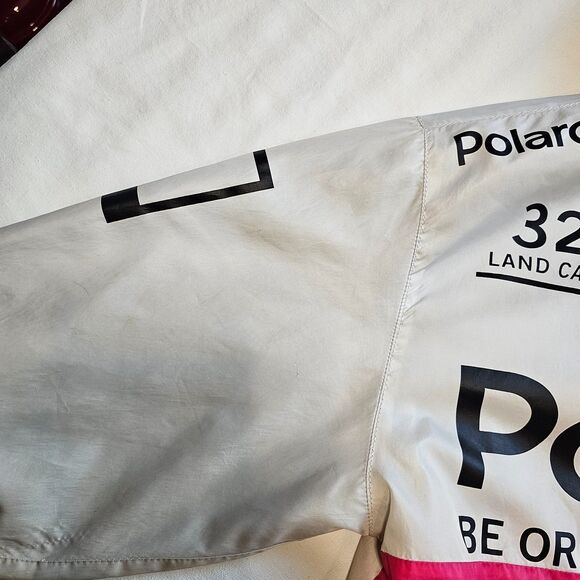 Polaro
32
LAND CA
Po
BE OR